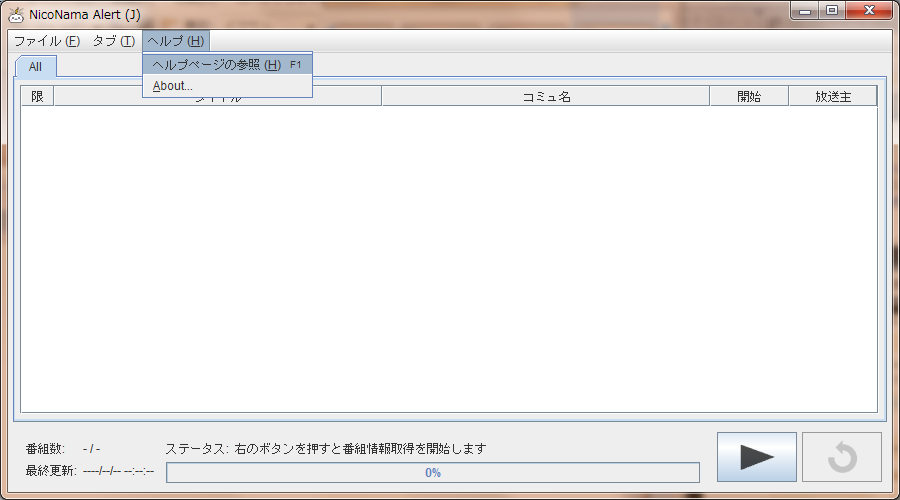 NicoNama Alert (J)
ファイル (F) タブ (T) ヘルプ (H)
All
ヘルプページの参照 (H) F1
About...
限 コミュ名 開始 放送主
番組数: - / - ステータス: 右のボタンを押すと番組情報取得を開始します
最終更新: ----/--/-- --:--:--
0%